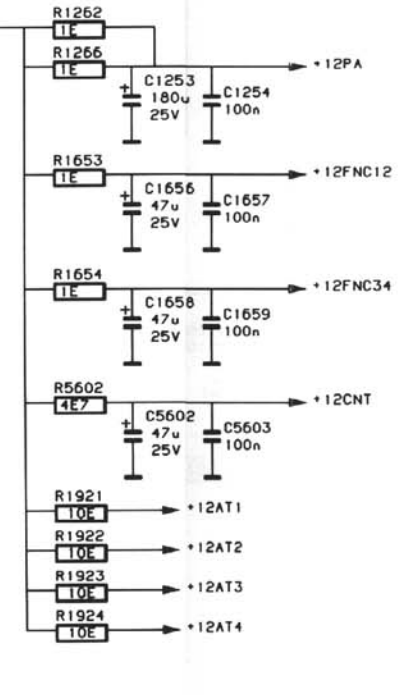 R1262
1E
R1266
1E
+12PA
C1253
180u
25V
C1254
100n
R1653
1E
+12FNC12
C1656
47u
25V
C1657
100n
R1654
1E
+12FNC34
C1658
47u
25V
C1659
100n
R5602
4E7
+12CNT
C5602
47u
25V
C5603
100n
R1921
10E
+12AT1
R1922
10E
+12AT2
R1923
10E
+12AT3
R1924
10E
+12AT4